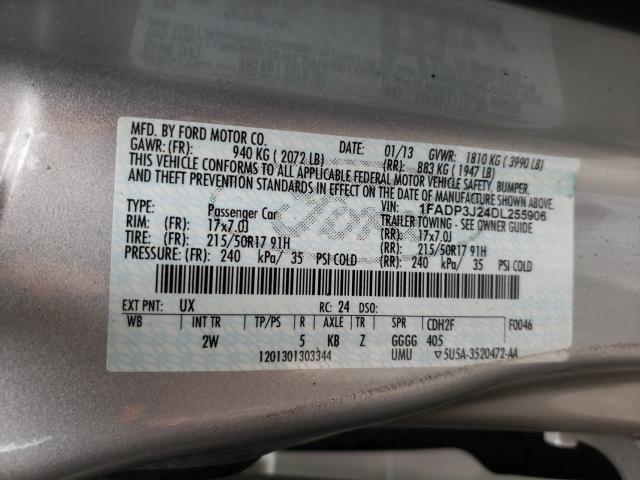 MFD. BY FORD MOTOR CO. DATE: 01/13 GVWR: 1810 KG ( 3990 LB)
GAWR: (FR): 940 KG ( 2072 LB) (RR): 883 KG ( 1947 LB)
THIS VEHICLE CONFORMS TO ALL APPLICABLE FEDERAL MOTOR VEHICLE SAFETY, BUMPER,
AND THEFT PREVENTION STANDARDS IN EFFECT ON THE DATE OF MANUFACTURE SHOWN ABOVE.
VIN: 1FADP3J24DL255906
TYPE: Passenger Car TRAILER TOWING - SEE OWNER GUIDE
RIM: (FR): 17x7.0J (RR): 17x7.0J
TIRE: (FR): 215/50R17 91H (RR): 215/50R17 91H
PRESSURE: (FR): 240 kPa/ 35 PSI COLD (RR): 240 kPa/ 35 PSI COLD
EXT PNT: UX RC: 24 DSO:
WB INT TR TP/PS R AXLE TR SPR CDH2F F0046
2W 5 KB Z GGGG 405
1201301303344 UMU ▽5U5A-3520472-AA
Ford